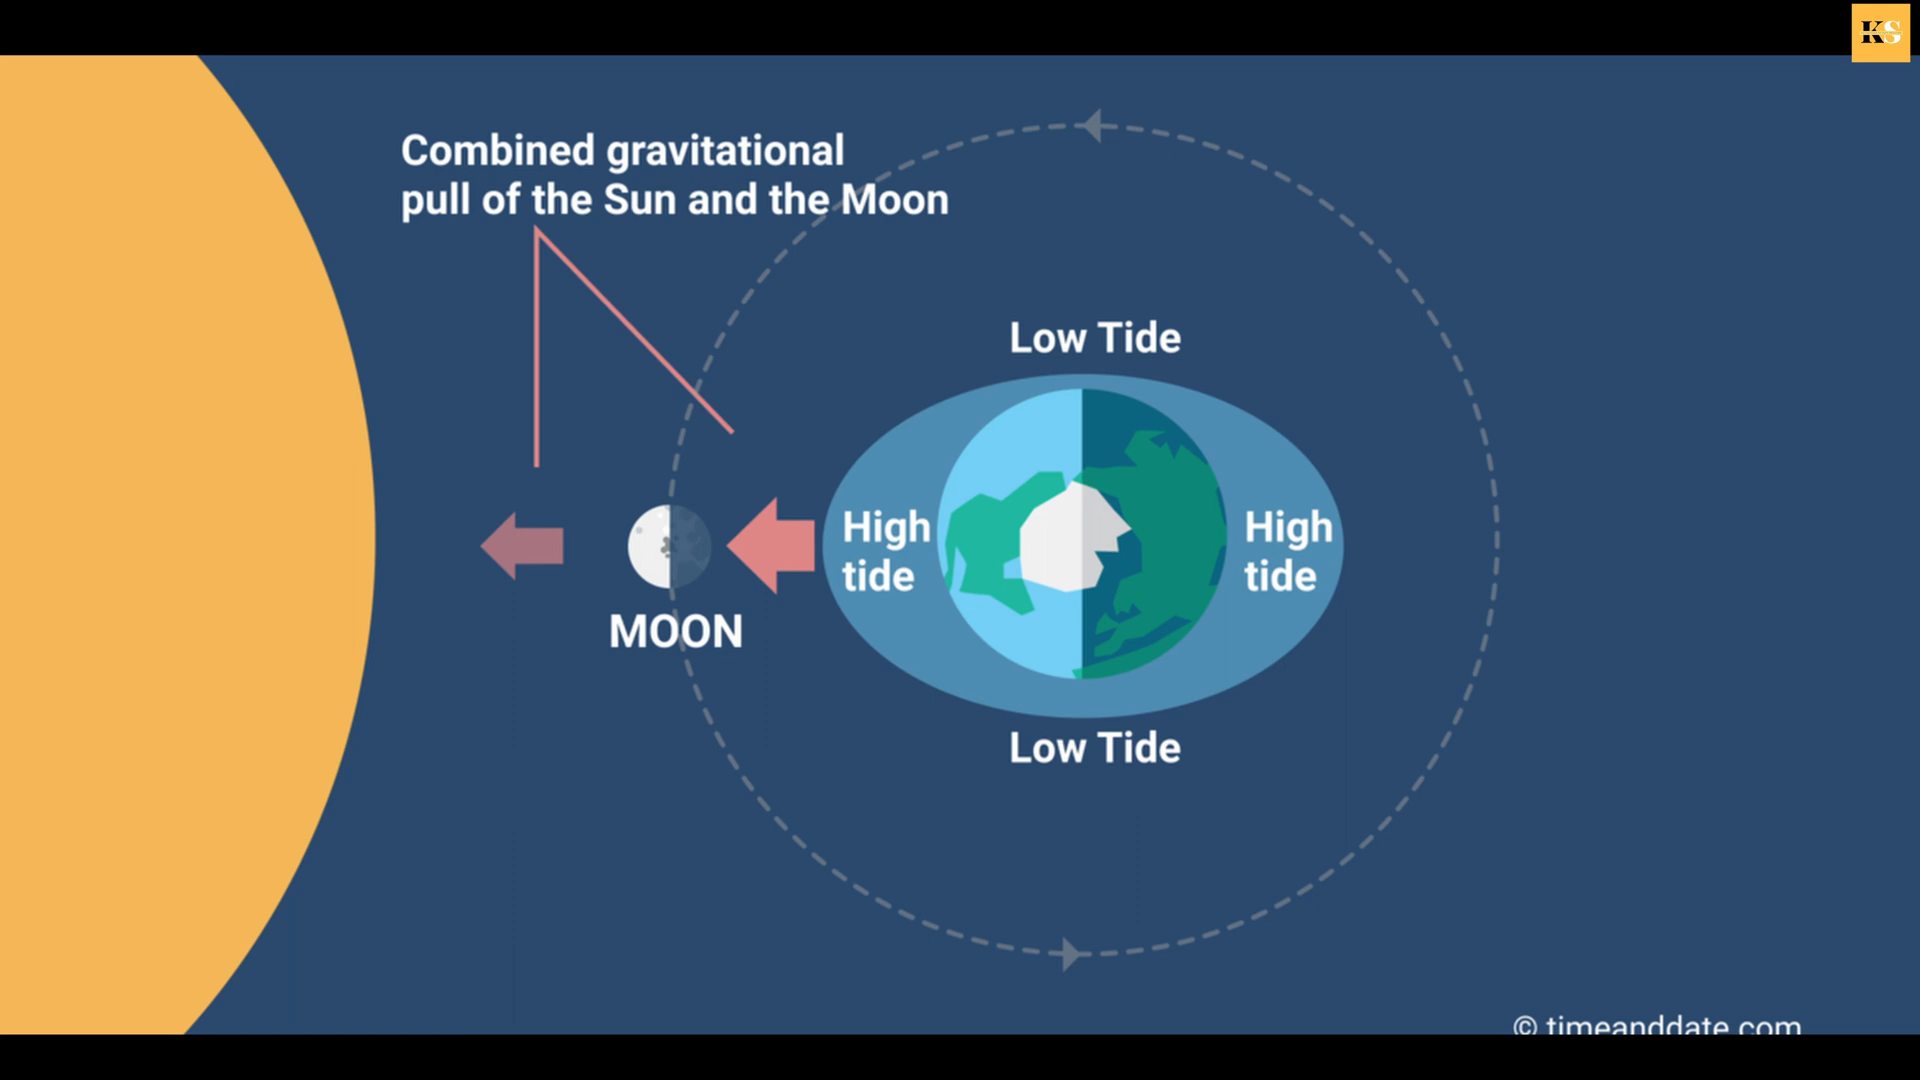 KS
Combined gravitational
pull of the Sun and the Moon
Low Tide
High
tide
High
tide
MOON
Low Tide
© timeanddate.com